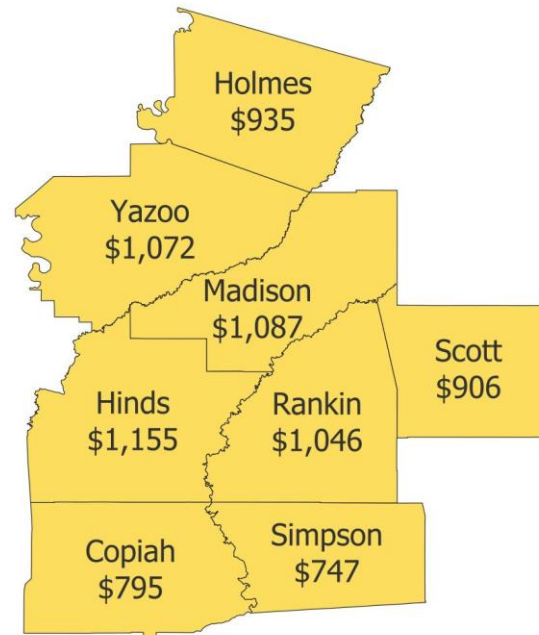 Holmes
$935
Yazoo
$1,072
Madison
$1,087
Scott
$906
Hinds
$1,155
Rankin
$1,046
Copiah
$795
Simpson
$747